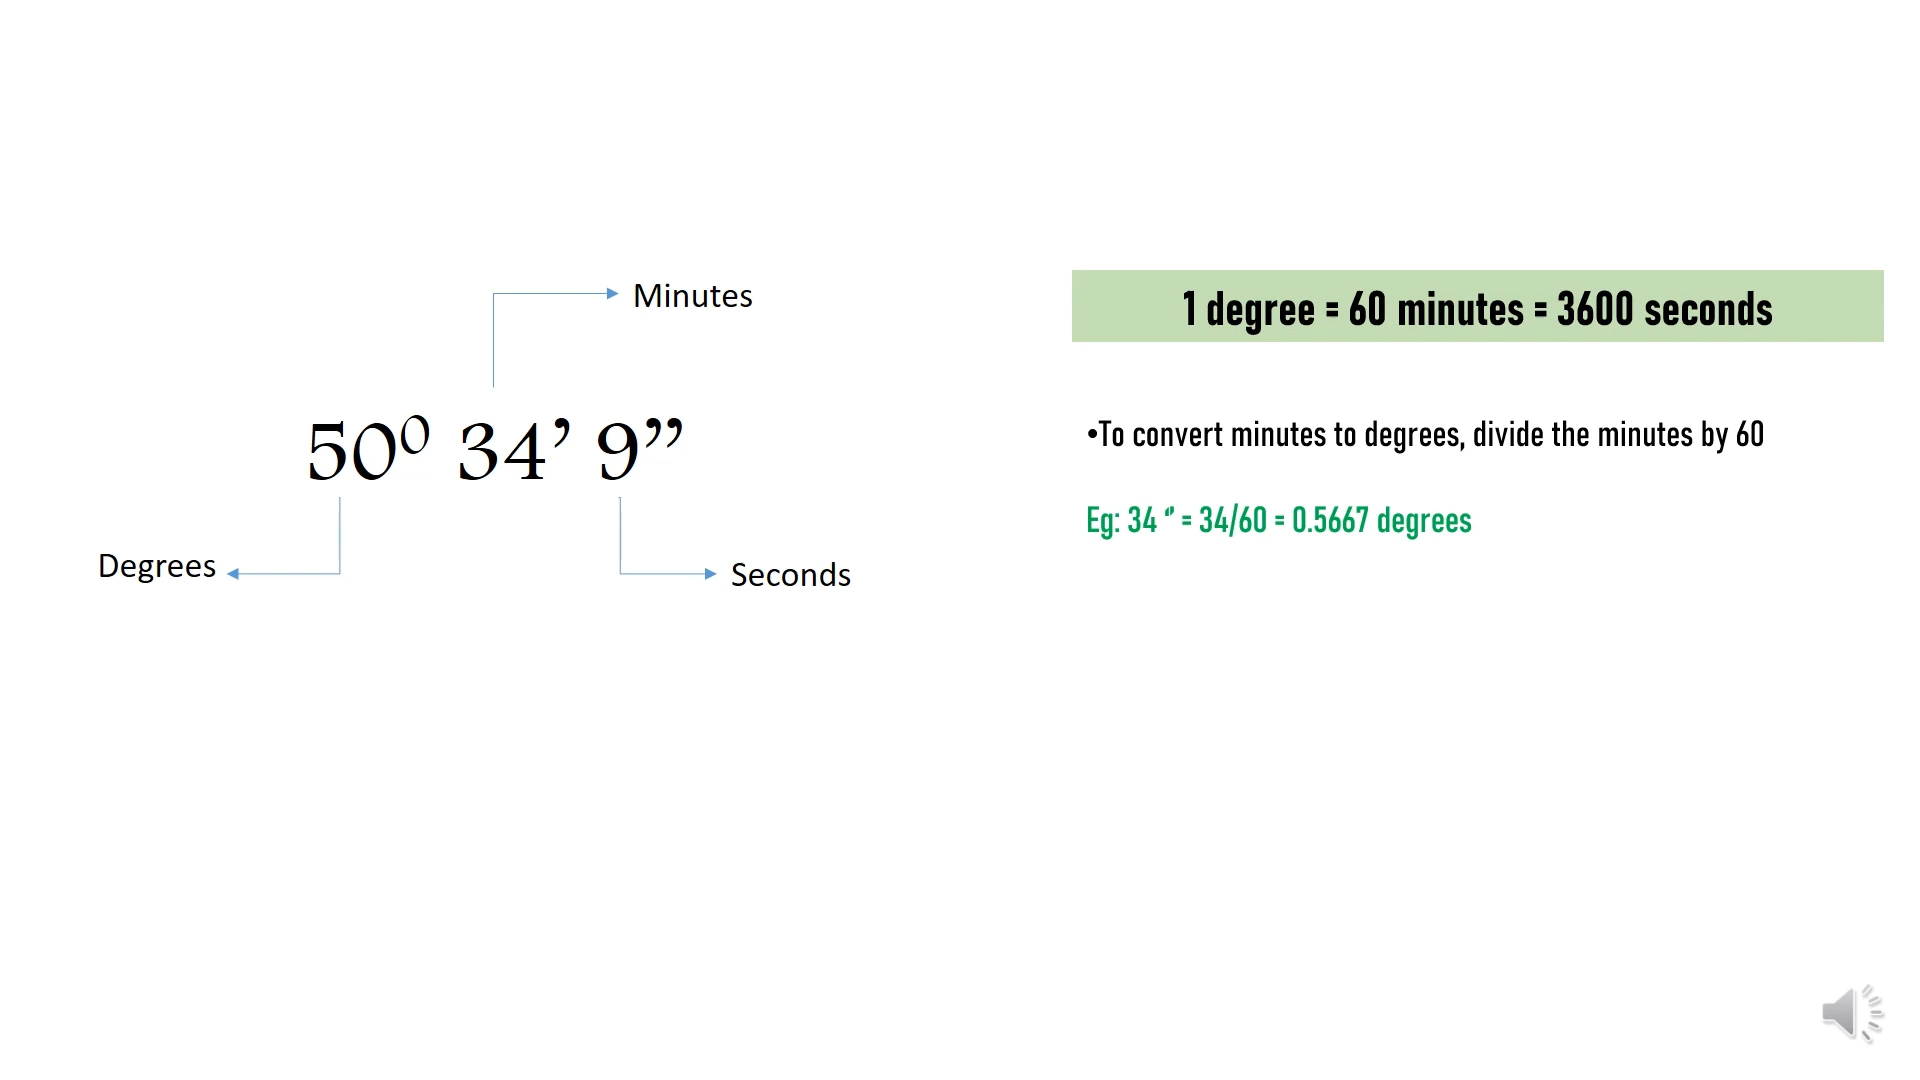 Minutes
50⁰ 34’ 9”
Degrees
Seconds
1 degree = 60 minutes = 3600 seconds
•To convert minutes to degrees, divide the minutes by 60
Eg: 34 ‘’ = 34/60 = 0.5667 degrees